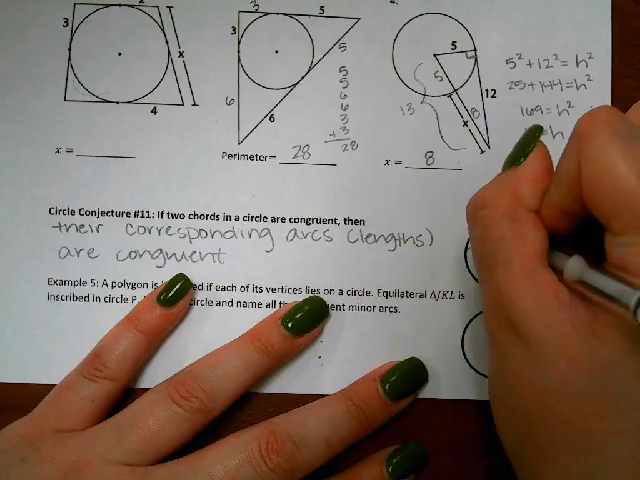 3
3
x
4
x =
3
5
3
5
6
6
5
5
6
6
3
+3
28
Perimeter= 28
5
5
12
13
8
x
x = 8
5² + 12² = h²
25 + 144 = h²
169 = h²
= h
Circle Conjecture #11: If two chords in a circle are congruent, then
their corresponding arcs (lengths)
are congruent
Example 5: A polygon is if each of its vertices lies on a circle. Equilateral ΔJKL is
inscribed in circle P. circle and name all minor arcs.